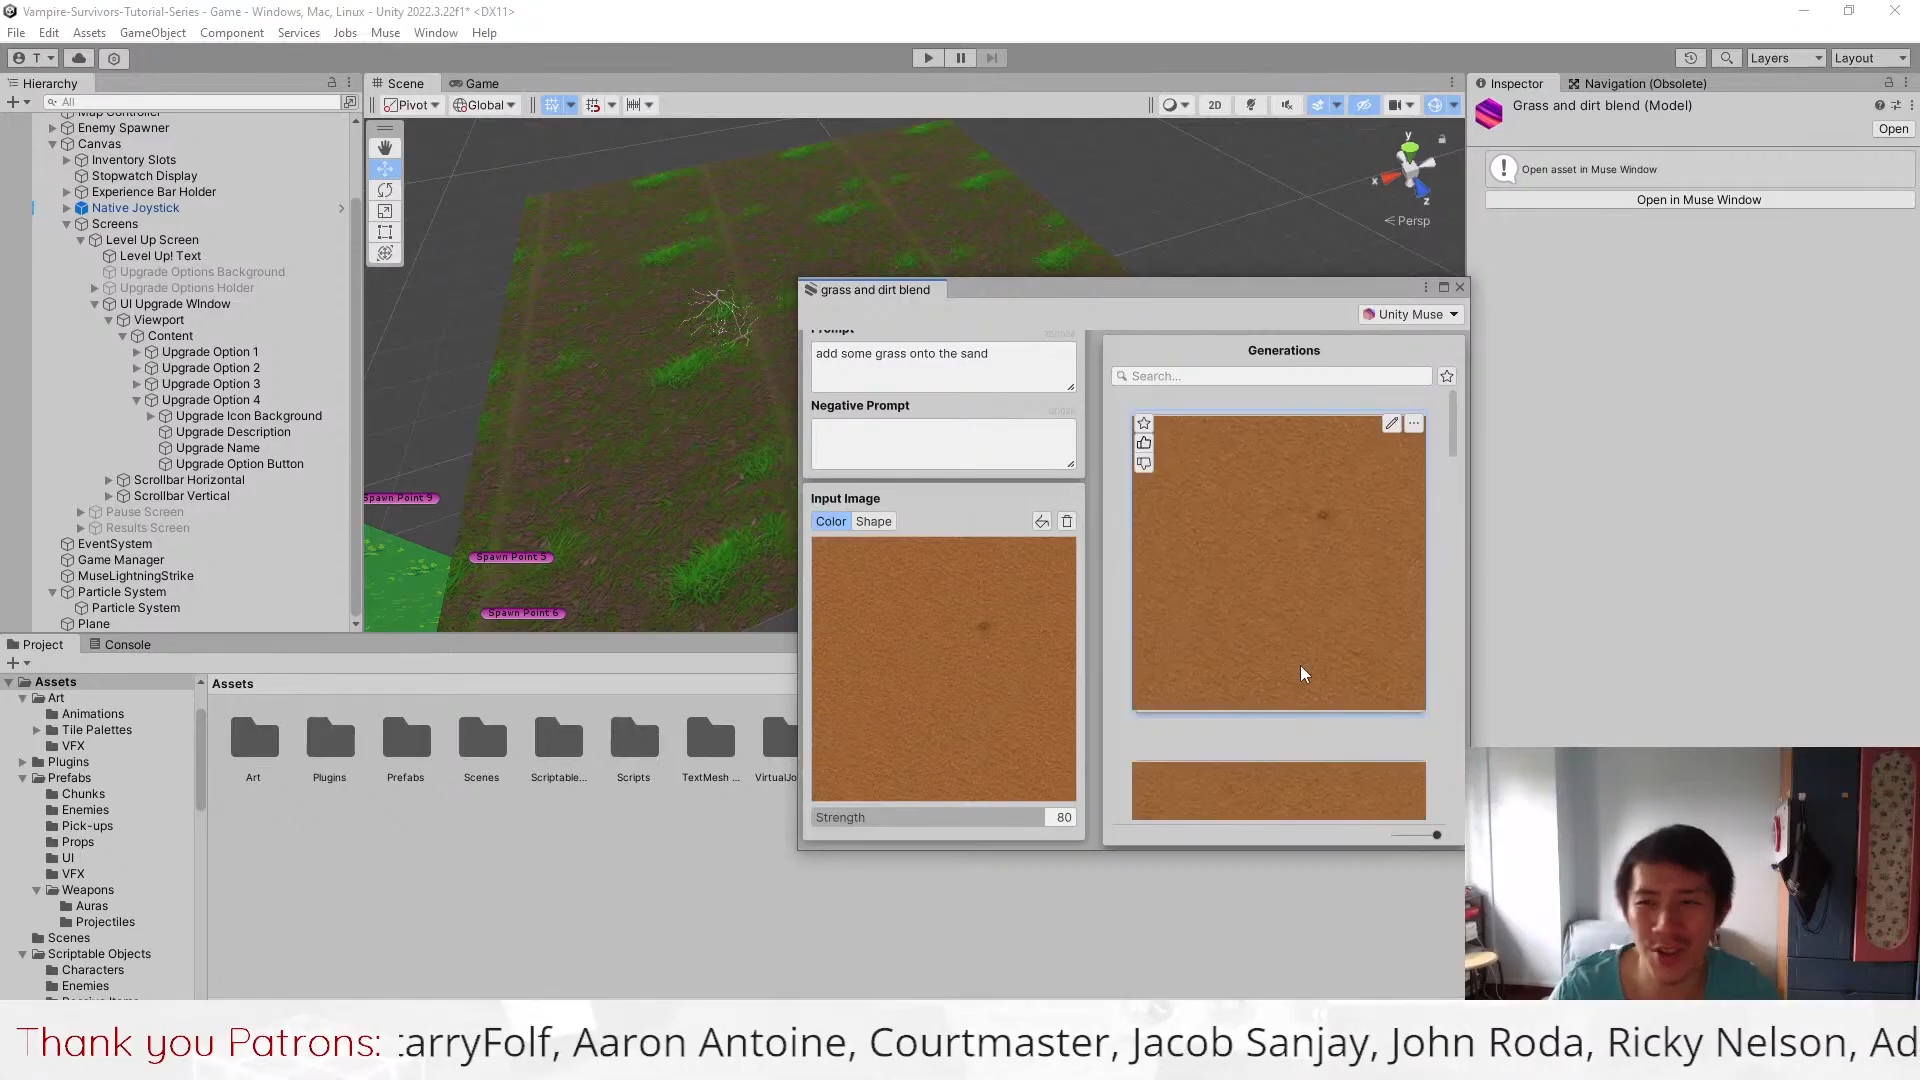 Vampire-Survivors-Tutorial-Series - Game - Windows, Mac, Linux - Unity 2022.3.22f1* <DX11>
File Edit Assets GameObject Component Services Jobs Muse Window Help
T
Layers
Layout
Hierarchy
All
Map Controller
Enemy Spawner
Canvas
Inventory Slots
Stopwatch Display
Experience Bar Holder
Native Joystick
Screens
Level Up Screen
Level Up! Text
Upgrade Options Background
Upgrade Options Holder
UI Upgrade WIndow
Viewport
Content
Upgrade Option 1
Upgrade Option 2
Upgrade Option 3
Upgrade Option 4
Upgrade Icon Background
Upgrade Description
Upgrade Name
Upgrade Option Button
Scrollbar Horizontal
Scrollbar Vertical
Pause Screen
Results Screen
EventSystem
Game Manager
MuseLightningStrike
Particle System
Particle System
Plane
Scene Game
Pivot Global
2D
y
x
z
Persp
Spawn Point 9
Spawn Point 5
Spawn Point 6
Inspector Navigation (Obsolete)
Grass and dirt blend (Model)
Open
Open asset in Muse Window
Open in Muse Window
grass and dirt blend
Unity Muse
Prompt
add some grass onto the sand
Negative Prompt
Input Image
Color Shape
Strength 80
Generations
Search...
Project Console
Assets
Art
Animations
Tile Palettes
VFX
Plugins
Prefabs
Chunks
Enemies
Pick-ups
Props
UI
VFX
Weapons
Auras
Projectiles
Scenes
Scriptable Objects
Characters
Enemies
Assets
Art Plugins Prefabs Scenes Scriptable... Scripts TextMesh ... VirtualJo
Thank you Patrons: arryFolf, Aaron Antoine, Courtmaster, Jacob Sanjay, John Roda, Ricky Nelson, Ad